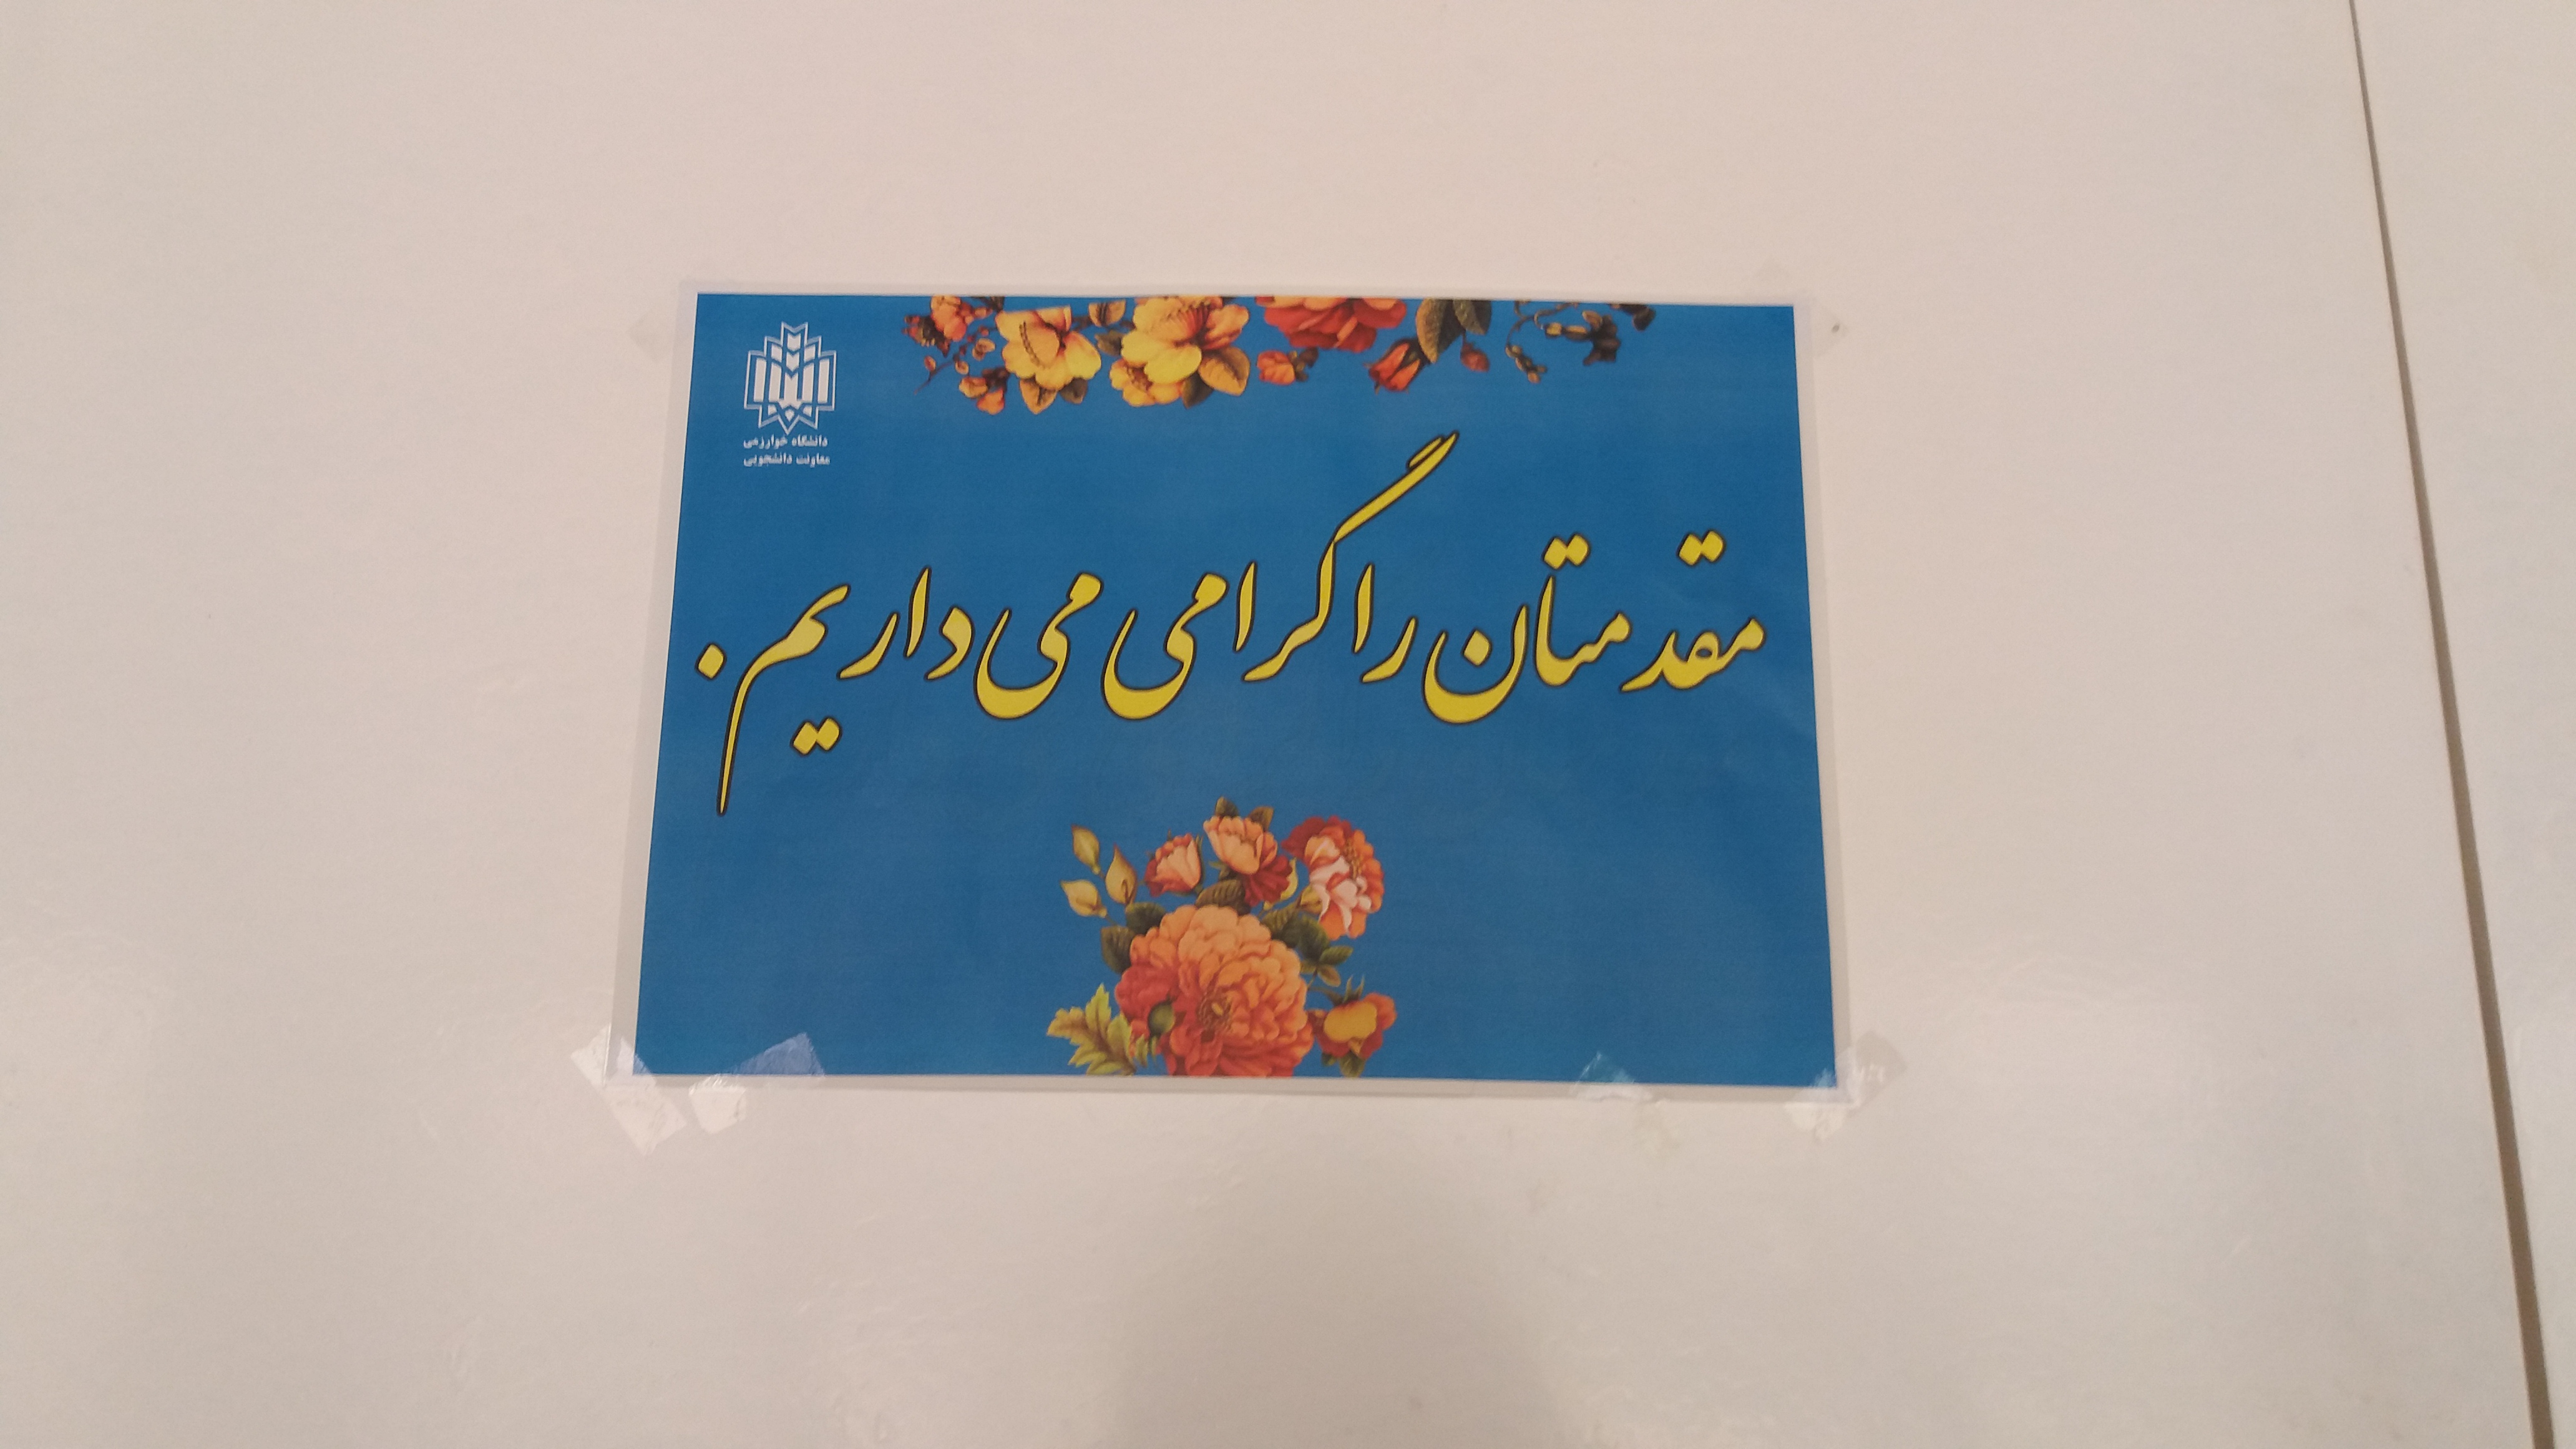 دانشگاه خوارزمی
معاونت دانشجویی
مقدمتان را گرامی می داریم.